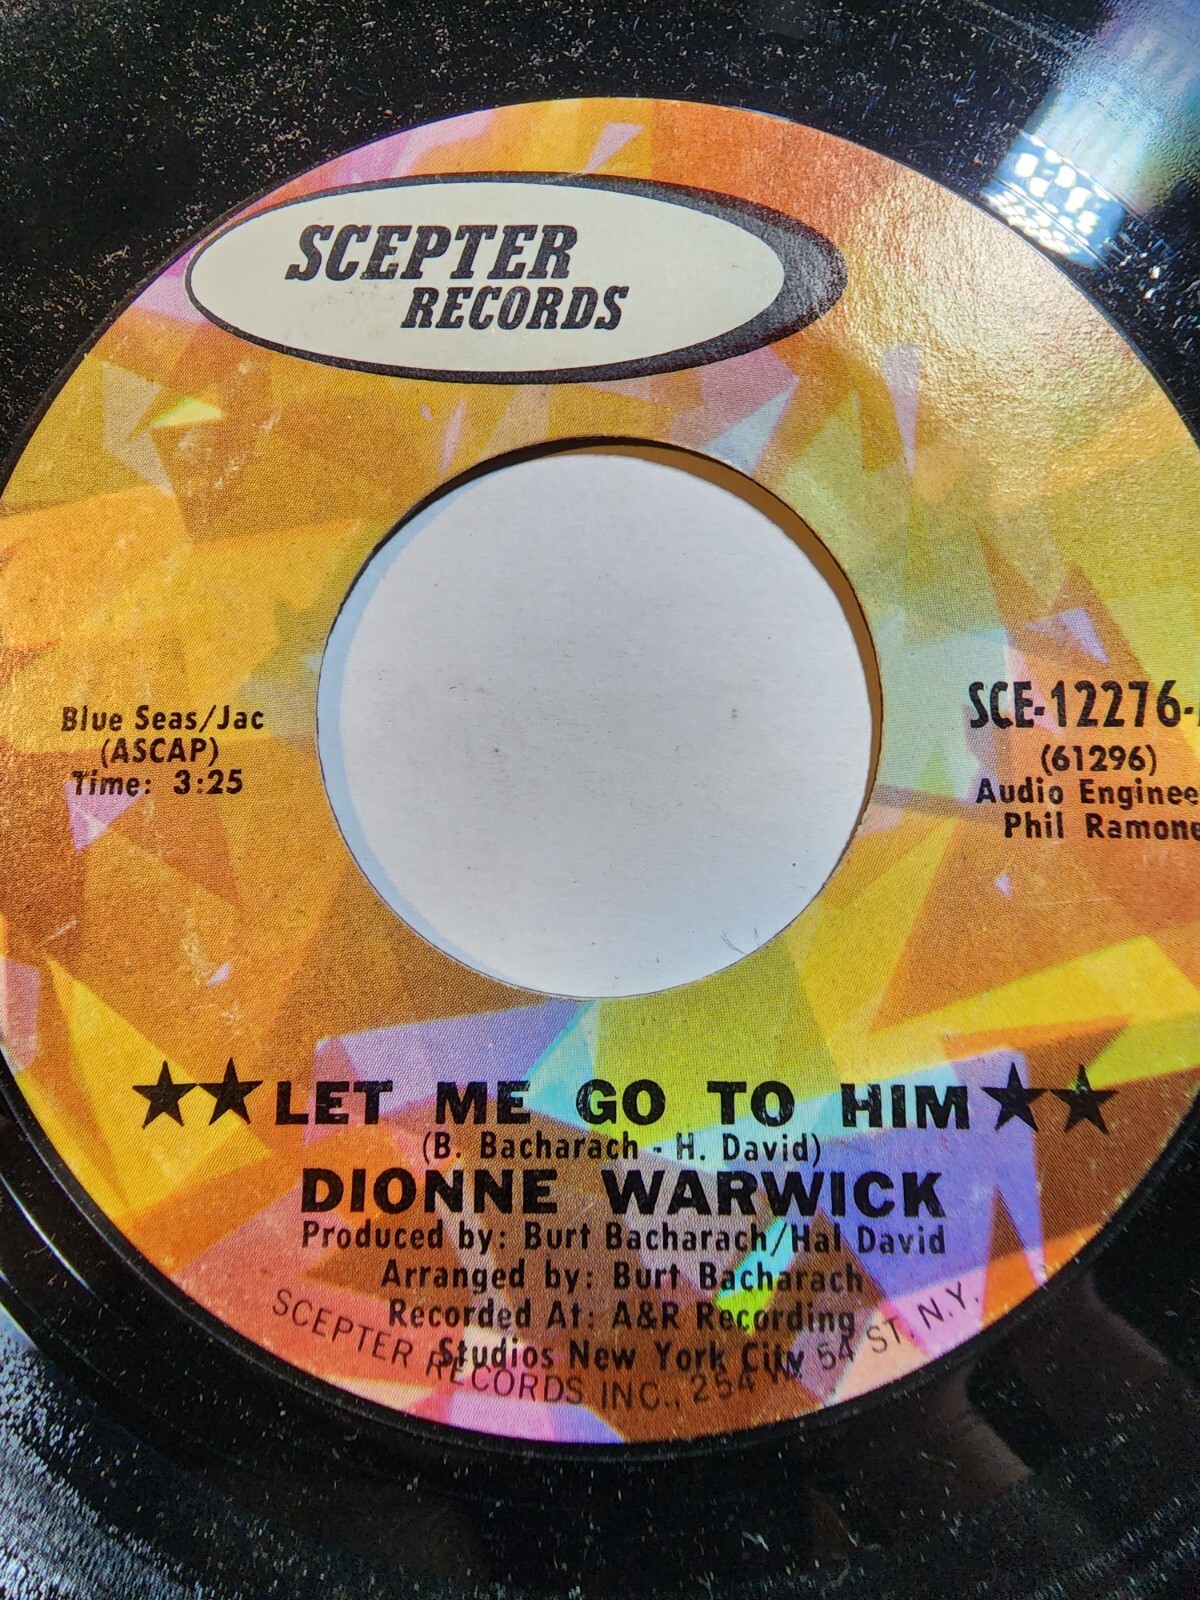 SCEPTER
RECORDS
Blue Seas/Jac
(ASCAP)
Time: 3:25
SCE-12276-
(61296)
Audio Enginee
Phil Ramone
★★LET ME GO TO HIM★★
(B. Bacharach - H. David)
DIONNE WARWICK
Produced by: Burt Bacharach/Hal David
Arranged by: Burt Bacharach
Recorded At: A&R Recording
Studios New York City
SCEPTER RECORDS INC., 254 W. 54 ST. N.Y.